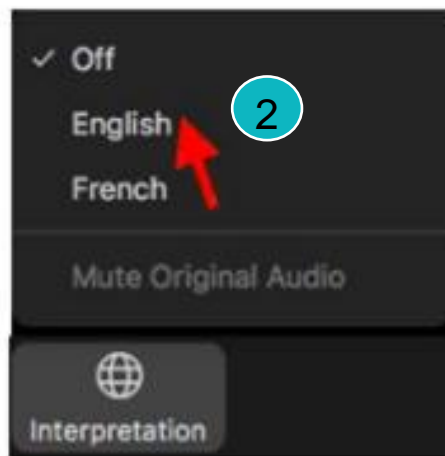 ✓ Off
English
2
French
Mute Original Audio
Interpretation